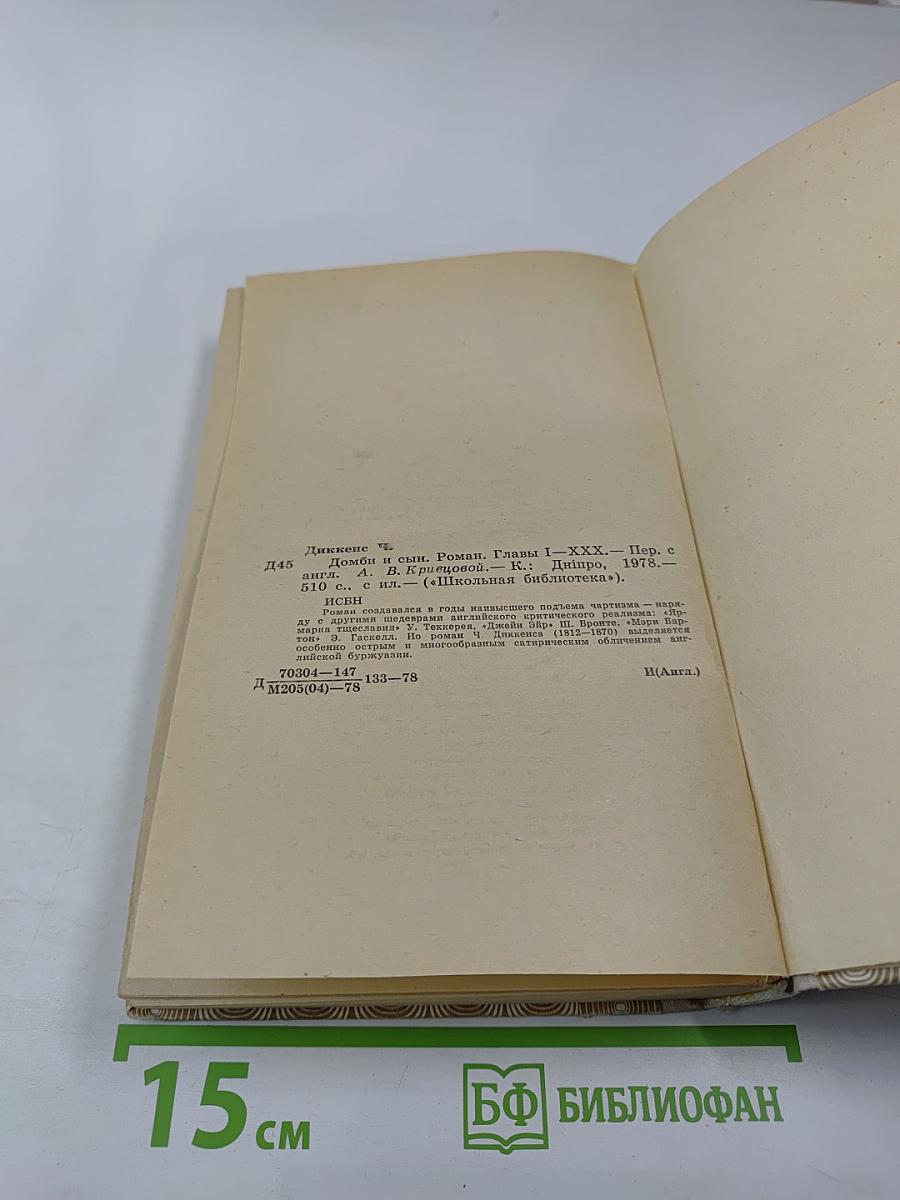 Диккенс Ч.
Д45 Домби и сын. Роман. Главы I—XXX.— Пер. с
англ. А. В. Кривцовой.— К.: Дніпро, 1978.—
510 с., с ил.— («Школьная библиотека»).
ИСБН
Роман создавался в годы наивысшего подъема чартизма — наря-
ду с другими шедеврами английского критического реализма: «Яр-
марка тщеславия» У. Теккерея, «Джейн Эйр» Ш. Бронте, «Мэри Бар-
тон» Э. Гаскелл. Но роман Ч. Диккенса (1812—1870) выделяется
особенно острым и многообразным сатирическим обличением анг-
лийской буржуазии.
70304—147
Д 133—78 И(Англ.)
М205(04)—78
15 см
БФ БИБЛИОФАН